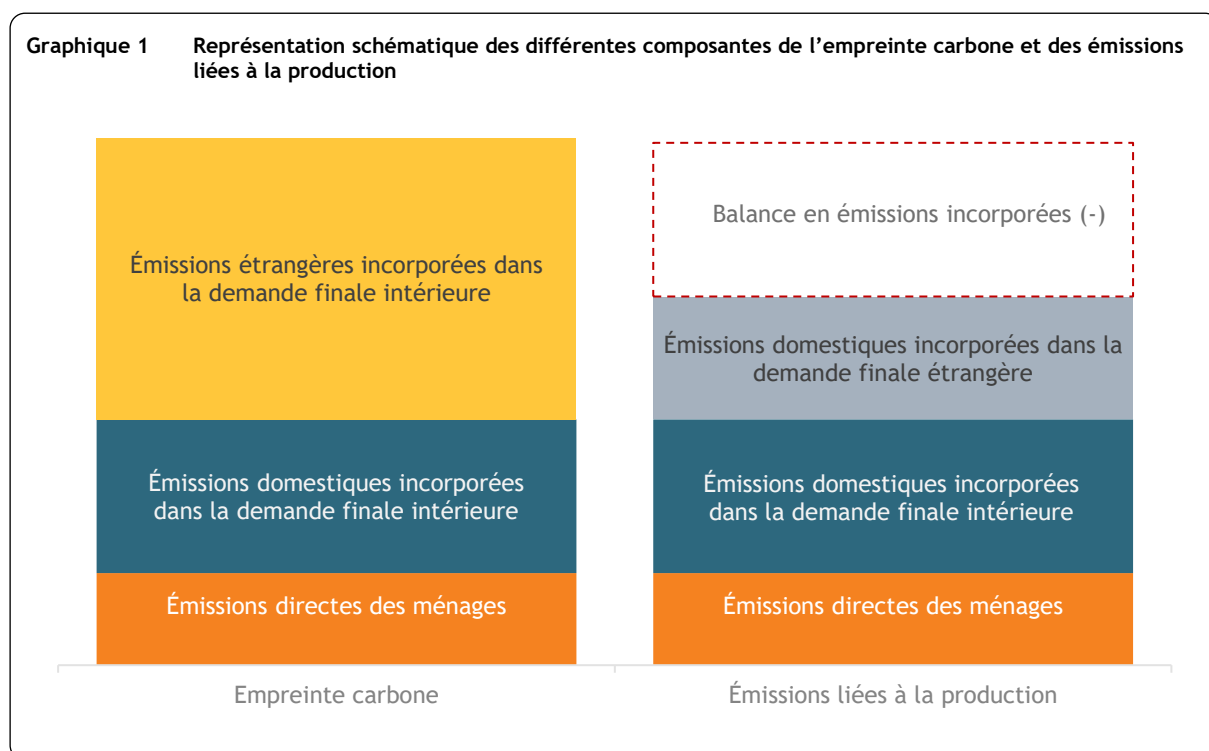 Graphique 1 Représentation schématique des différentes composantes de l’empreinte carbone et des émissions
liées à la production
Émissions étrangères incorporées dans
la demande finale intérieure
Émissions domestiques incorporées
dans la demande finale intérieure
Émissions directes des ménages
Empreinte carbone
Balance en émissions incorporées (-)
Émissions domestiques incorporées dans la
demande finale étrangère
Émissions domestiques incorporées
dans la demande finale intérieure
Émissions directes des ménages
Émissions liées à la production